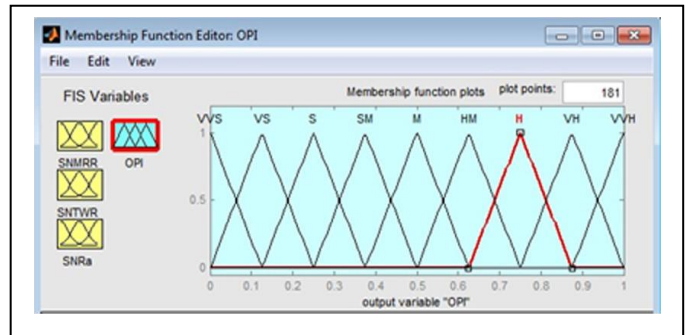 Membership Function Editor: OPI
File Edit View
FIS Variables
Membership function plots plot points: 181
VVS VS S SM M HM H VH VVH
SNMRR
OPI
SNTWR
SNRa
1
0.5
0
0 0.1 0.2 0.3 0.4 0.5 0.6 0.7 0.8 0.9 1
output variable "OPI"